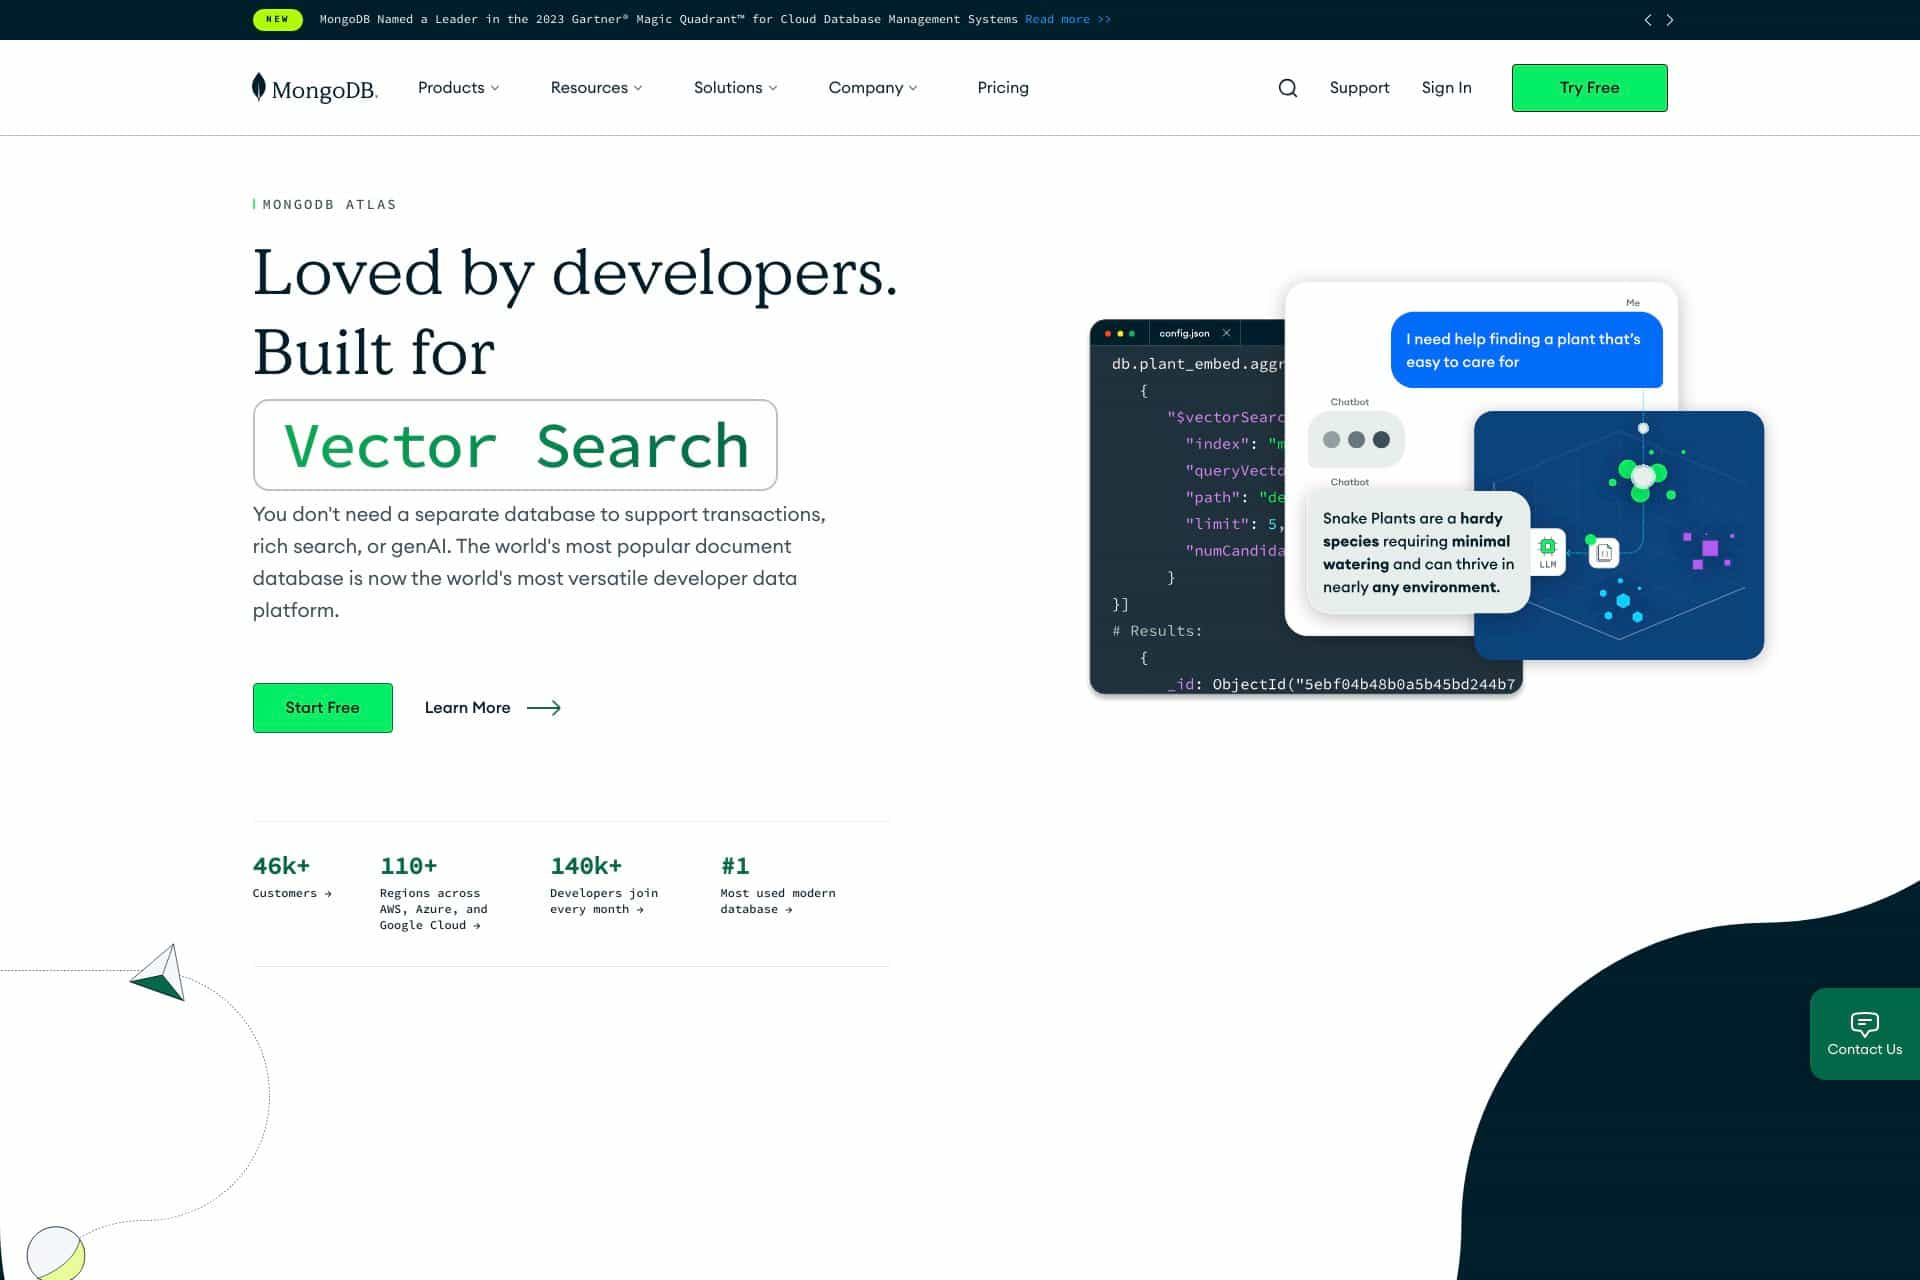 NEW
MongoDB Named a Leader in the 2023 Gartner® Magic Quadrant™ for Cloud Database Management Systems Read more >>
MongoDB.
Products
Resources
Solutions
Company
Pricing
Support
Sign In
Try Free
MONGODB ATLAS
Loved by developers.
Built for
Vector Search
You don't need a separate database to support transactions,
rich search, or genAI. The world's most popular document
database is now the world's most versatile developer data
platform.
Start Free
Learn More
46k+
Customers →
110+
Regions across
AWS, Azure, and
Google Cloud →
140k+
Developers join
every month →
#1
Most used modern
database →
config.json
db.plant_embed.aggr
{
"$vectorSearc
"index": "m
"queryVecto
"path": "de
"limit": 5,
"numCandida
}
}]
# Results:
{
_id: ObjectId("5ebf04b48b0a5b45bd244b7
Me
I need help finding a plant that's
easy to care for
Chatbot
Chatbot
Snake Plants are a hardy
species requiring minimal
watering and can thrive in
nearly any environment.
LLM
Contact Us